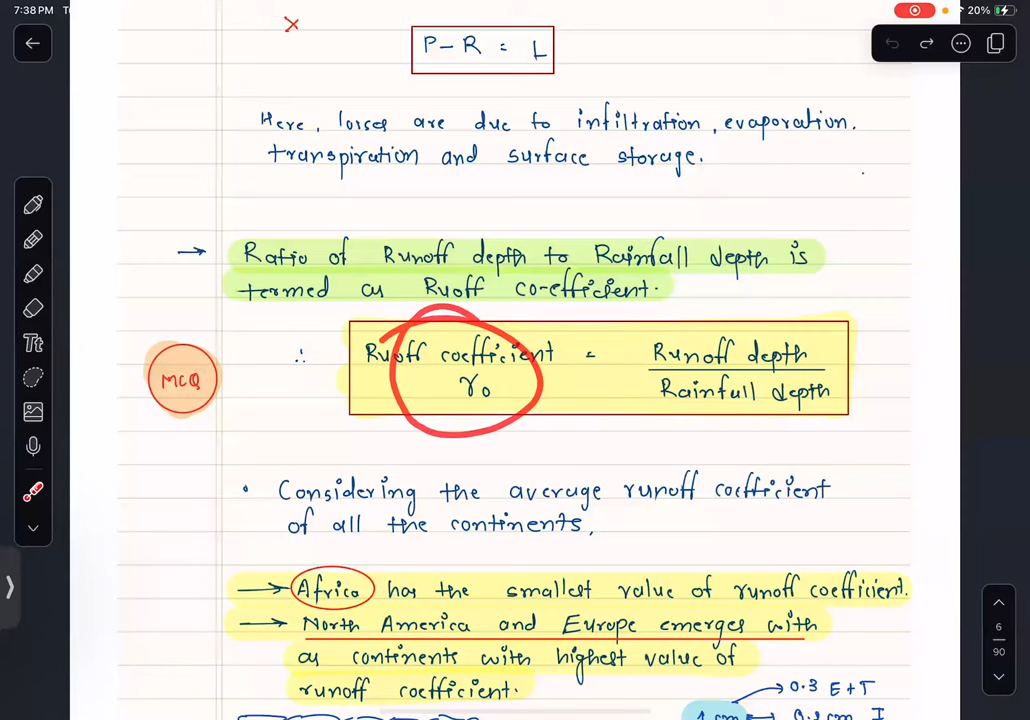 7:38 PM
20%
P - R = L
Here, losses are due to infiltration, evaporation.
transpiration and surface storage.
→ Ratio of Runoff depth to Rainfall depth is
termed as Ruoff co-efficient.
∴ Ruoff coefficient = Runoff depth
γo Rainfall depth
MCQ
Tt
• Considering the average runoff coefficient
of all the continents,
→ Africa has the smallest value of runoff coefficient.
→ North America and Europe emerges with
as continents with highest value of
runoff coefficient.
6
90
→ 0.3 E+T